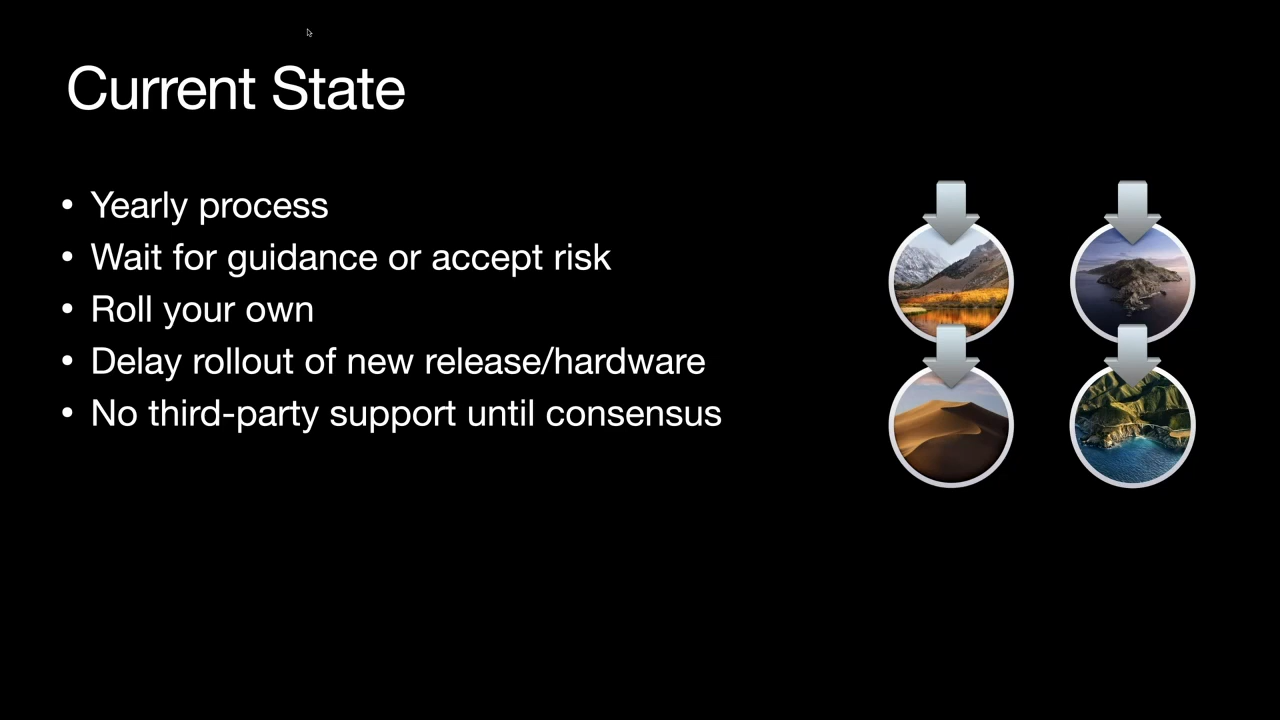 Current State
• Yearly process
• Wait for guidance or accept risk
• Roll your own
• Delay rollout of new release/hardware
• No third-party support until consensus